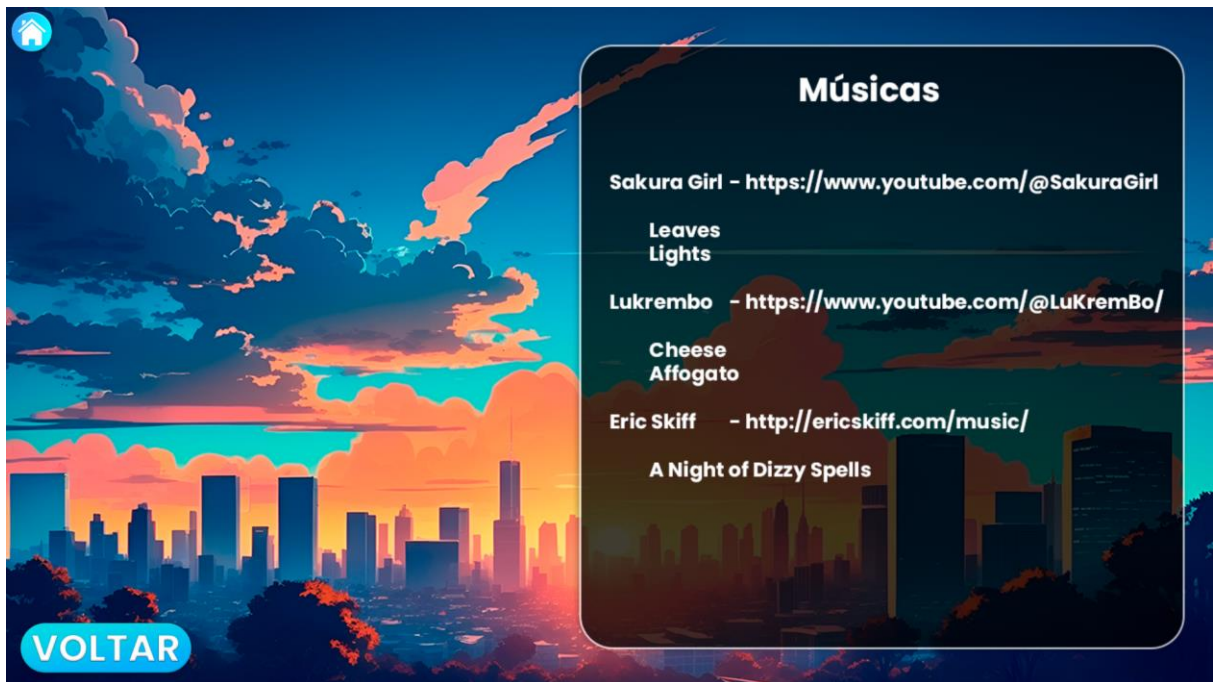 Músicas
Sakura Girl - https://www.youtube.com/@SakuraGirl
Leaves
Lights
Lukrembo - https://www.youtube.com/@LuKremBo/
Cheese
Affogato
Eric Skiff - http://ericskiff.com/music/
A Night of Dizzy Spells
VOLTAR